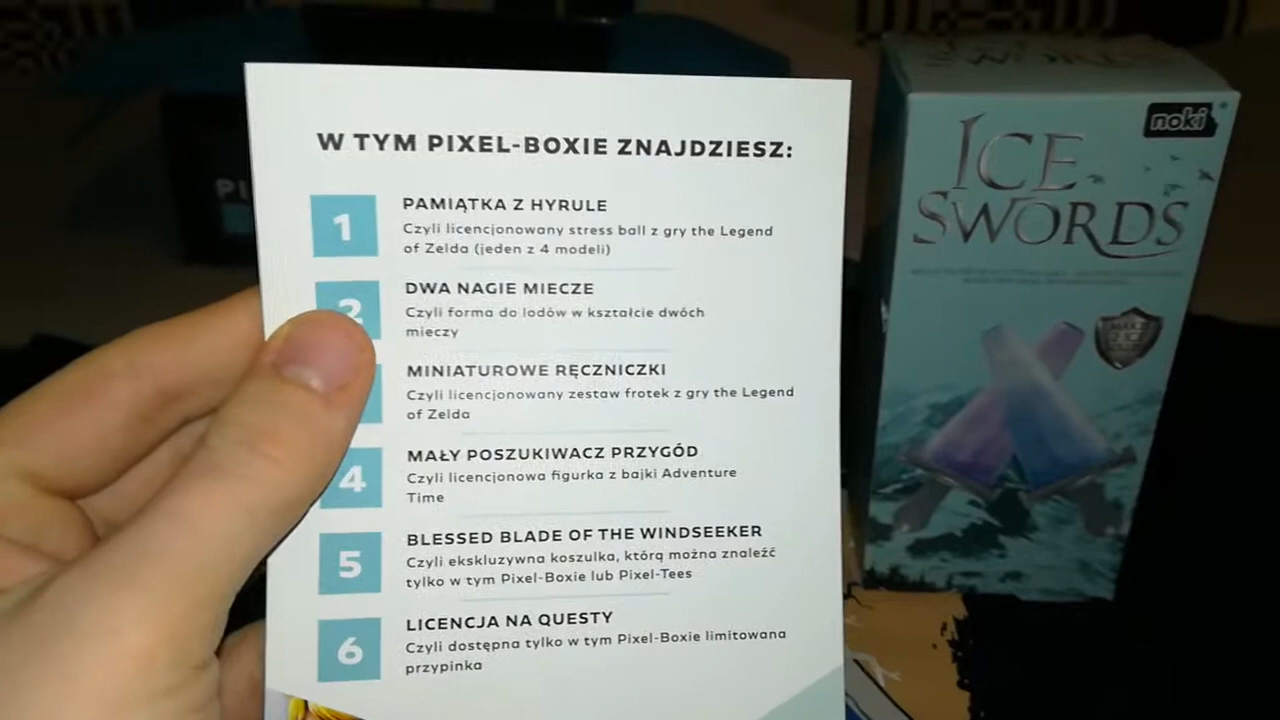 W TYM PIXEL-BOXIE ZNAJDZIESZ:
1
PAMIĄTKA Z HYRULE
Czyli licencjonowany stress ball z gry the Legend
of Zelda (jeden z 4 modeli)
2
DWA NAGIE MIECZE
Czyli forma do lodów w kształcie dwóch
mieczy
MINIATUROWE RĘCZNICZKI
Czyli licencjonowany zestaw frotek z gry the Legend
of Zelda
4
MAŁY POSZUKIWACZ PRZYGÓD
Czyli licencjonowa figurka z bajki Adventure
Time
5
BLESSED BLADE OF THE WINDSEEKER
Czyli ekskluzywna koszulka, którą można znaleźć
tylko w tym Pixel-Boxie lub Pixel-Tees
6
LICENCJA NA QUESTY
Czyli dostępna tylko w tym Pixel-Boxie limitowana
przypinka
SWORDS
noki
ICE
SWORDS
PI